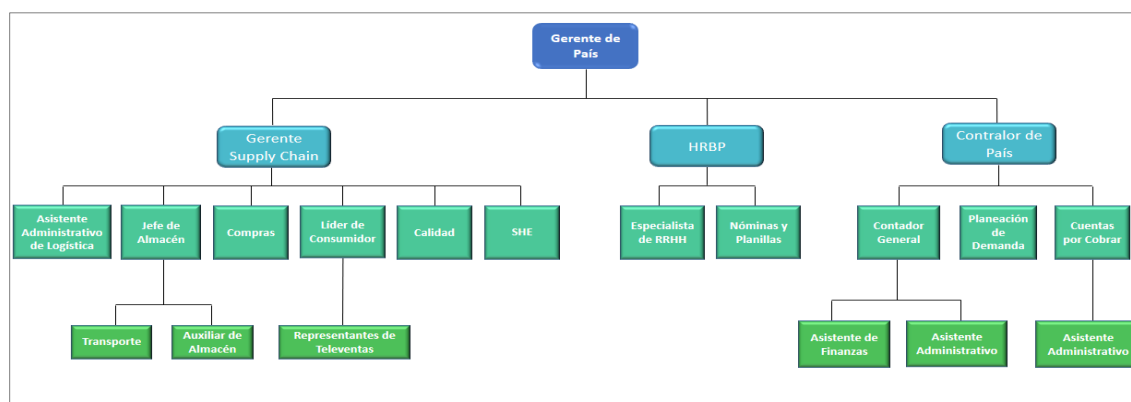 Gerente de
País
Gerente
Supply Chain
HRBP
Contralor de
País
Asistente
Administrativo
de Logística
Jefe de
Almacén
Compras
Líder de
Consumidor
Calidad
SHE
Especialista
de RRHH
Nóminas y
Planillas
Contador
General
Planeación
de
Demanda
Cuentas
por Cobrar
Transporte
Auxiliar de
Almacén
Representantes de
Televentas
Asistente de
Finanzas
Asistente
Administrativo
Asistente
Administrativo